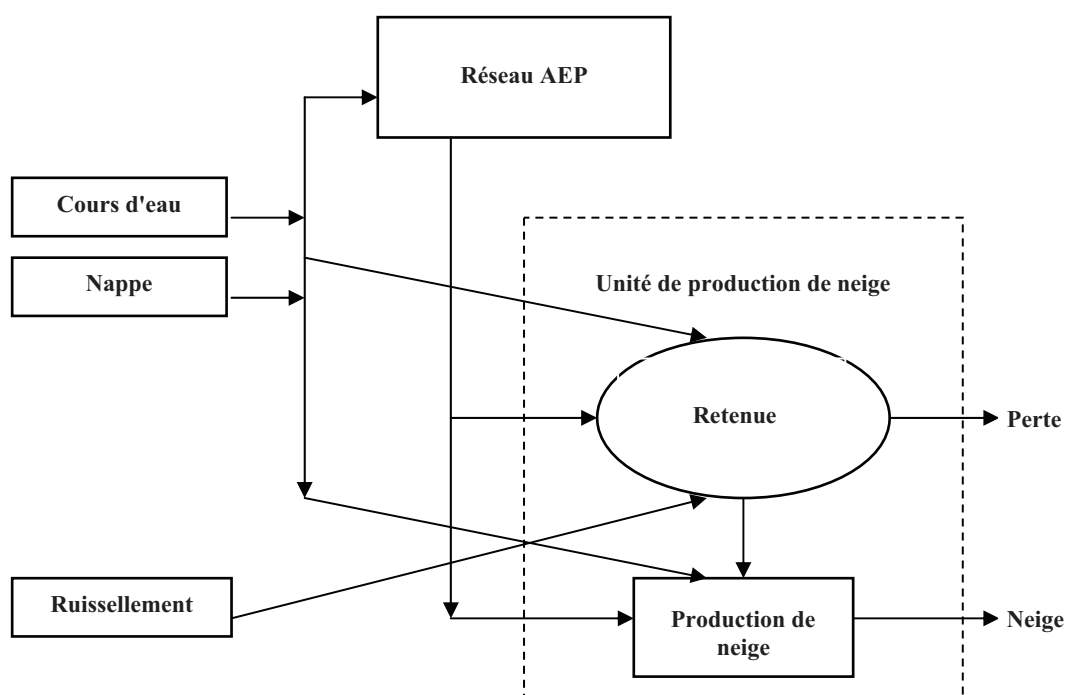 Réseau AEP
Cours d'eau
Nappe
Unité de production de neige
Retenue
Perte
Ruissellement
Production de
neige
Neige